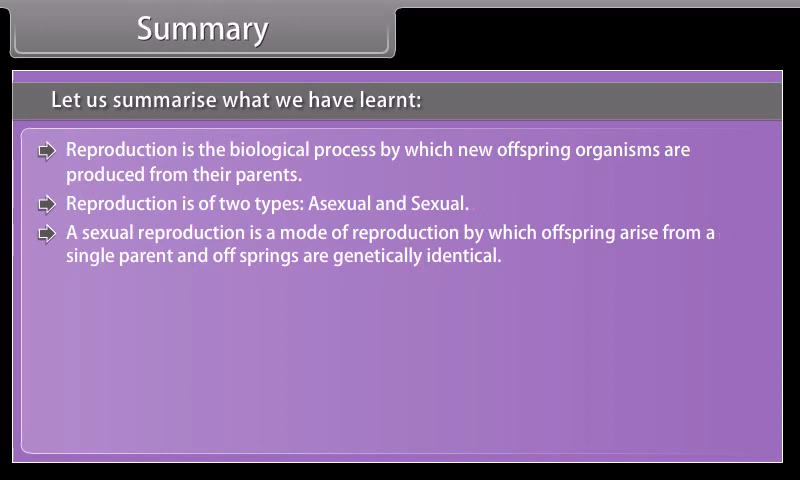 Summary
Let us summarise what we have learnt:
Reproduction is the biological process by which new offspring organisms are
produced from their parents.
Reproduction is of two types: Asexual and Sexual.
A sexual reproduction is a mode of reproduction by which offspring arise from a
single parent and off springs are genetically identical.